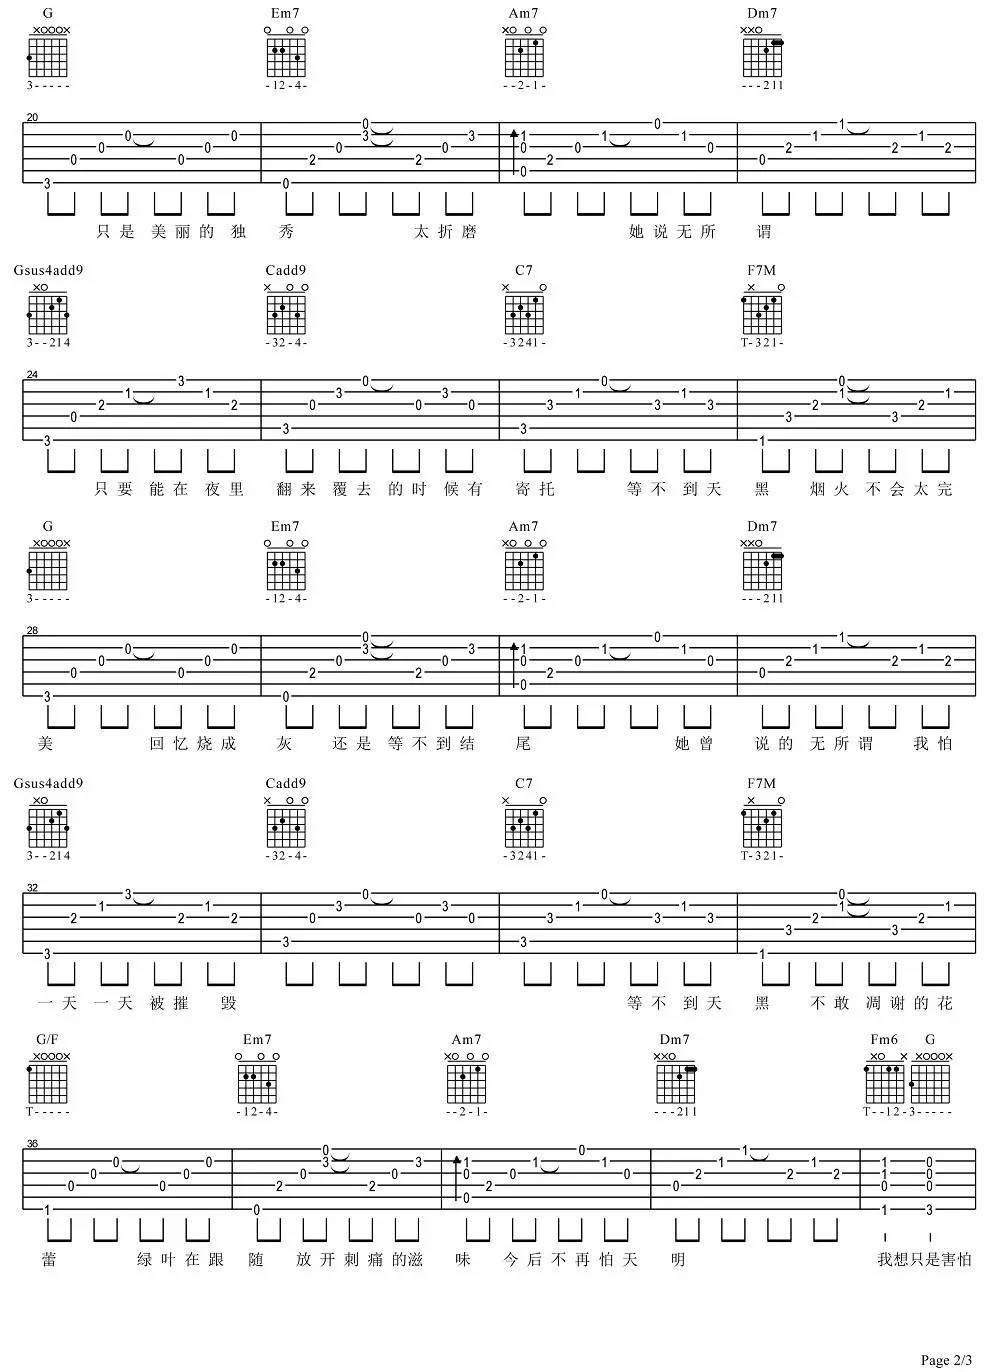 G Em7 Am7 Dm7
3----- -12-4- --2-1- ---211
20
只是美丽的独 秀 太折磨 她说无所 谓
Gsus4add9 Cadd9 C7 F7M
3--214 -32-4- -3241- T-321-
24
只要能在夜里 翻来覆去的时候有 寄托 等不到天 黑 烟火不会太完
G Em7 Am7 Dm7
3----- -12-4- --2-1- ---211
28
美 回忆烧成 灰 还是等不到结 尾 她曾 说的无所谓 我怕
Gsus4add9 Cadd9 C7 F7M
3--214 -32-4- -3241- T-321-
32
一天一天被摧 毁 等不到天 黑 不敢凋谢的花
G/F Em7 Am7 Dm7 Fm6 G
T----- -12-4- --2-1- ---211 T--12-3-----
36
蕾 绿叶在跟 随 放开刺痛的滋 味 今后不再怕天 明 我想只是害怕
Page 2/3